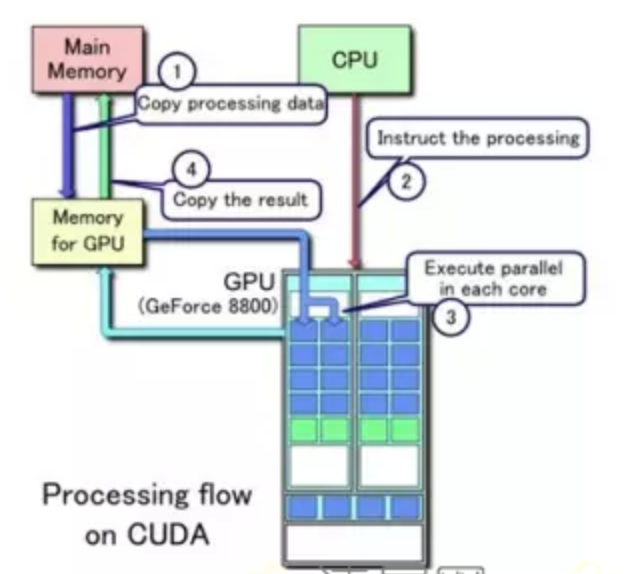 Main
Memory
CPU
1
Copy processing data
Instruct the processing
2
4
Copy the result
Memory
for GPU
GPU
(GeForce 8800)
Execute parallel
in each core
3
Processing flow
on CUDA